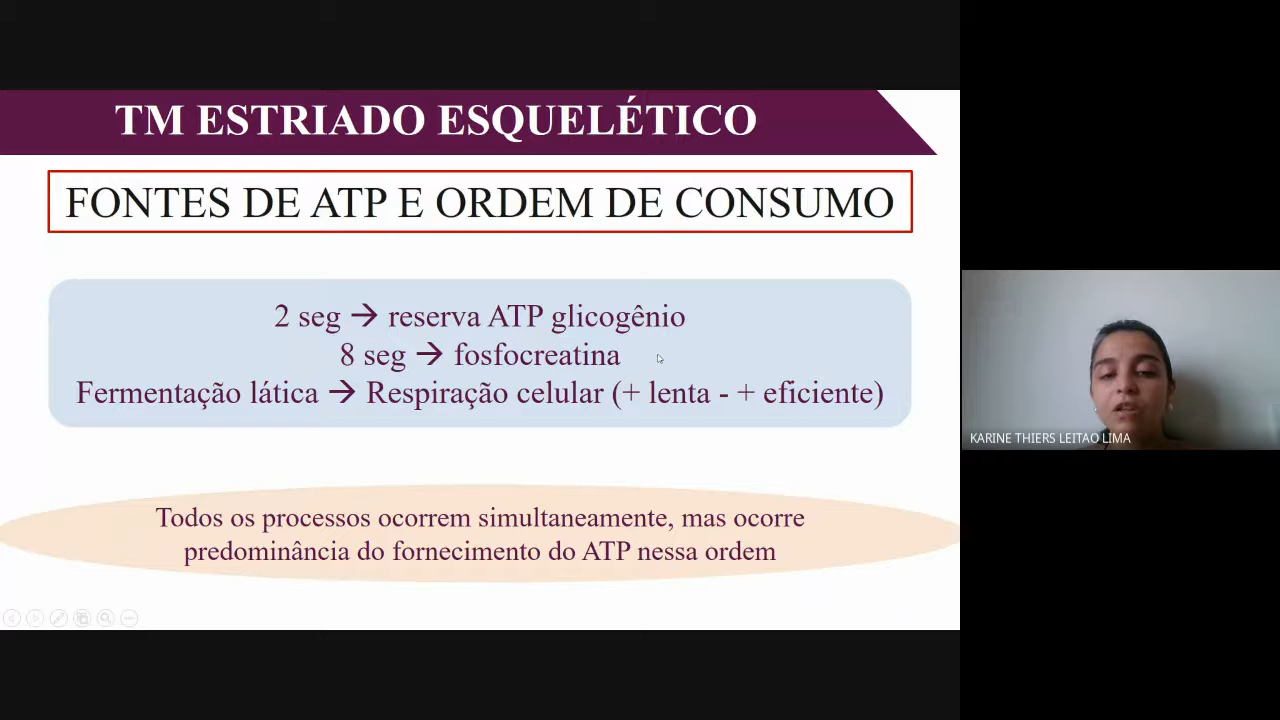 TM ESTRIADO ESQUELÉTICO
FONTES DE ATP E ORDEM DE CONSUMO
2 seg → reserva ATP glicogênio
8 seg → fosfocreatina
Fermentação lática → Respiração celular (+ lenta - + eficiente)
Todos os processos ocorrem simultaneamente, mas ocorre
predominância do fornecimento do ATP nessa ordem
KARINE THIERS LEITAO LIMA